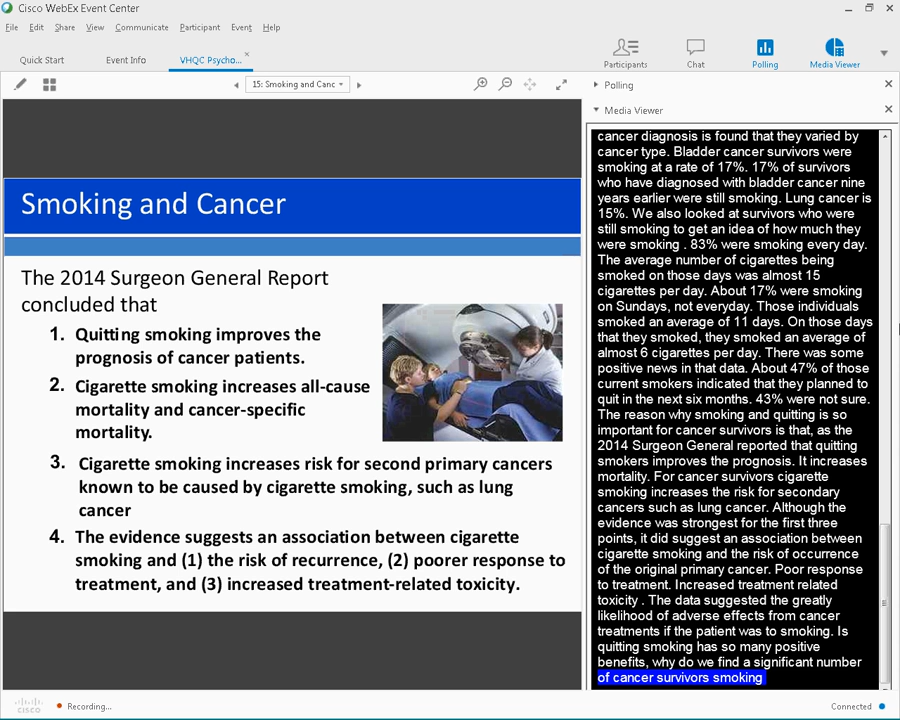 Cisco WebEx Event Center
File Edit Share View Communicate Participant Event Help
Quick Start Event Info VHQC Psycho...
Participants Chat Polling Media Viewer
15: Smoking and Canc
Smoking and Cancer
The 2014 Surgeon General Report
concluded that
1. Quitting smoking improves the
prognosis of cancer patients.
2. Cigarette smoking increases all-cause
mortality and cancer-specific
mortality.
3. Cigarette smoking increases risk for second primary cancers
known to be caused by cigarette smoking, such as lung
cancer
4. The evidence suggests an association between cigarette
smoking and (1) the risk of recurrence, (2) poorer response to
treatment, and (3) increased treatment-related toxicity.
Polling
Media Viewer
cancer diagnosis is found that they varied by
cancer type. Bladder cancer survivors were
smoking at a rate of 17%. 17% of survivors
who have diagnosed with bladder cancer nine
years earlier were still smoking. Lung cancer is
15%. We also looked at survivors who were
still smoking to get an idea of how much they
were smoking . 83% were smoking every day.
The average number of cigarettes being
smoked on those days was almost 15
cigarettes per day. About 17% were smoking
on Sundays, not everyday. Those individuals
smoked an average of 11 days. On those days
that they smoked, they smoked an average of
almost 6 cigarettes per day. There was some
positive news in that data. About 47% of those
current smokers indicated that they planned to
quit in the next six months. 43% were not sure.
The reason why smoking and quitting is so
important for cancer survivors is that, as the
2014 Surgeon General reported that quitting
smokers improves the prognosis. It increases
mortality. For cancer survivors cigarette
smoking increases the risk for secondary
cancers such as lung cancer. Although the
evidence was strongest for the first three
points, it did suggest an association between
cigarette smoking and the risk of occurrence
of the original primary cancer. Poor response
to treatment. Increased treatment related
toxicity . The data suggested the greatly
likelihood of adverse effects from cancer
treatments if the patient was to smoking. Is
quitting smoking has so many positive
benefits, why do we find a significant number
of cancer survivors smoking
cisco
Recording...
Connected